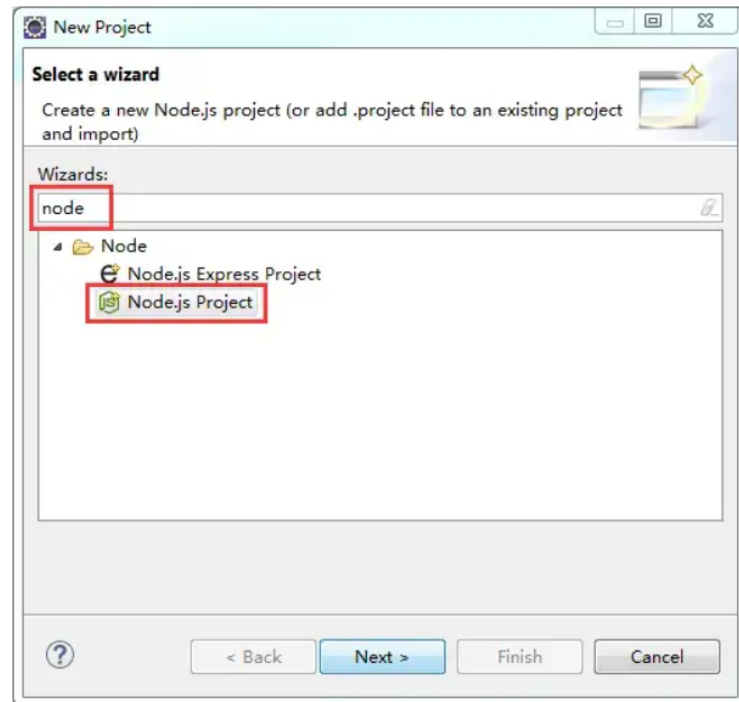 New Project
Select a wizard
Create a new Node.js project (or add .project file to an existing project
and import)
Wizards:
node
Node
Node.js Express Project
Node.js Project
< Back
Next >
Finish
Cancel